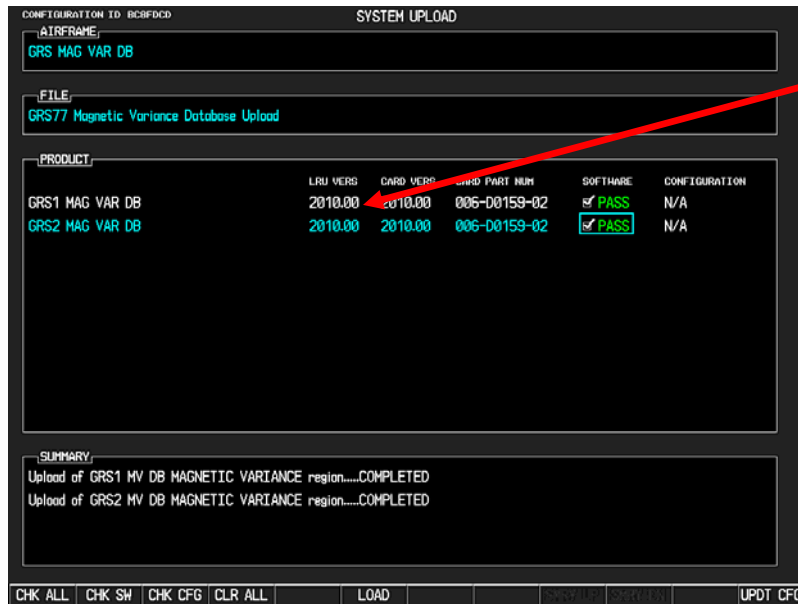 CONFIGURATION ID BC8FDCD SYSTEM UPLOAD
AIRFRAME
GRS MAG VAR DB
FILE
GRS77 Magnetic Variance Database Upload
PRODUCT
LRU VERS CARD VERS CARD PART NUM SOFTWARE CONFIGURATION
GRS1 MAG VAR DB 2010.00 2010.00 006-D0159-02 PASS N/A
GRS2 MAG VAR DB 2010.00 2010.00 006-D0159-02 PASS N/A
SUMMARY
Upload of GRS1 MV DB MAGNETIC VARIANCE region.....COMPLETED
Upload of GRS2 MV DB MAGNETIC VARIANCE region.....COMPLETED
CHK ALL CHK SW CHK CFG CLR ALL LOAD UPDT CFG